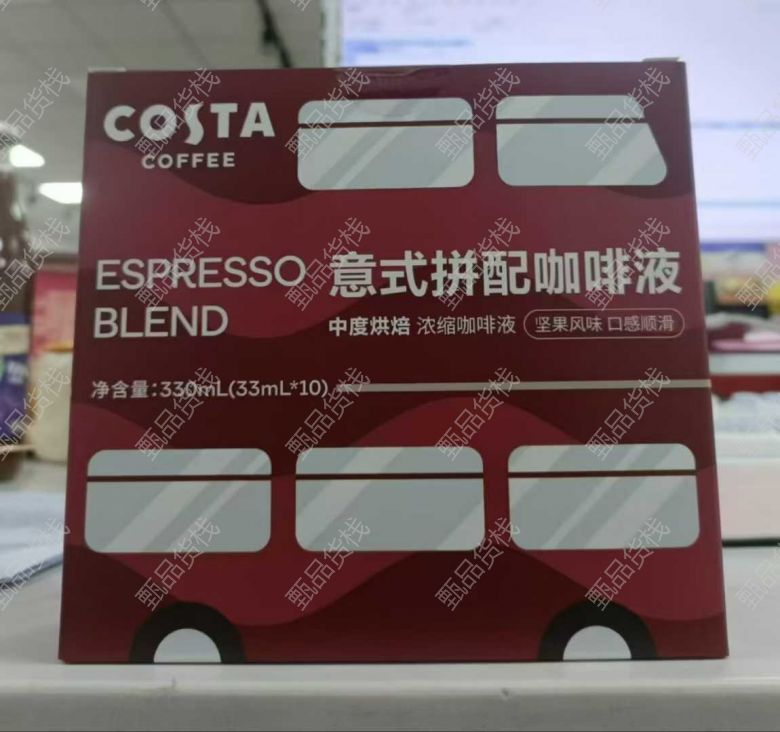 COSTA
COFFEE
ESPRESSO
BLEND
意式拼配咖啡液
中度烘焙 浓缩咖啡液 坚果风味 口感顺滑
净含量:330mL(33mL*10)
甄品货栈